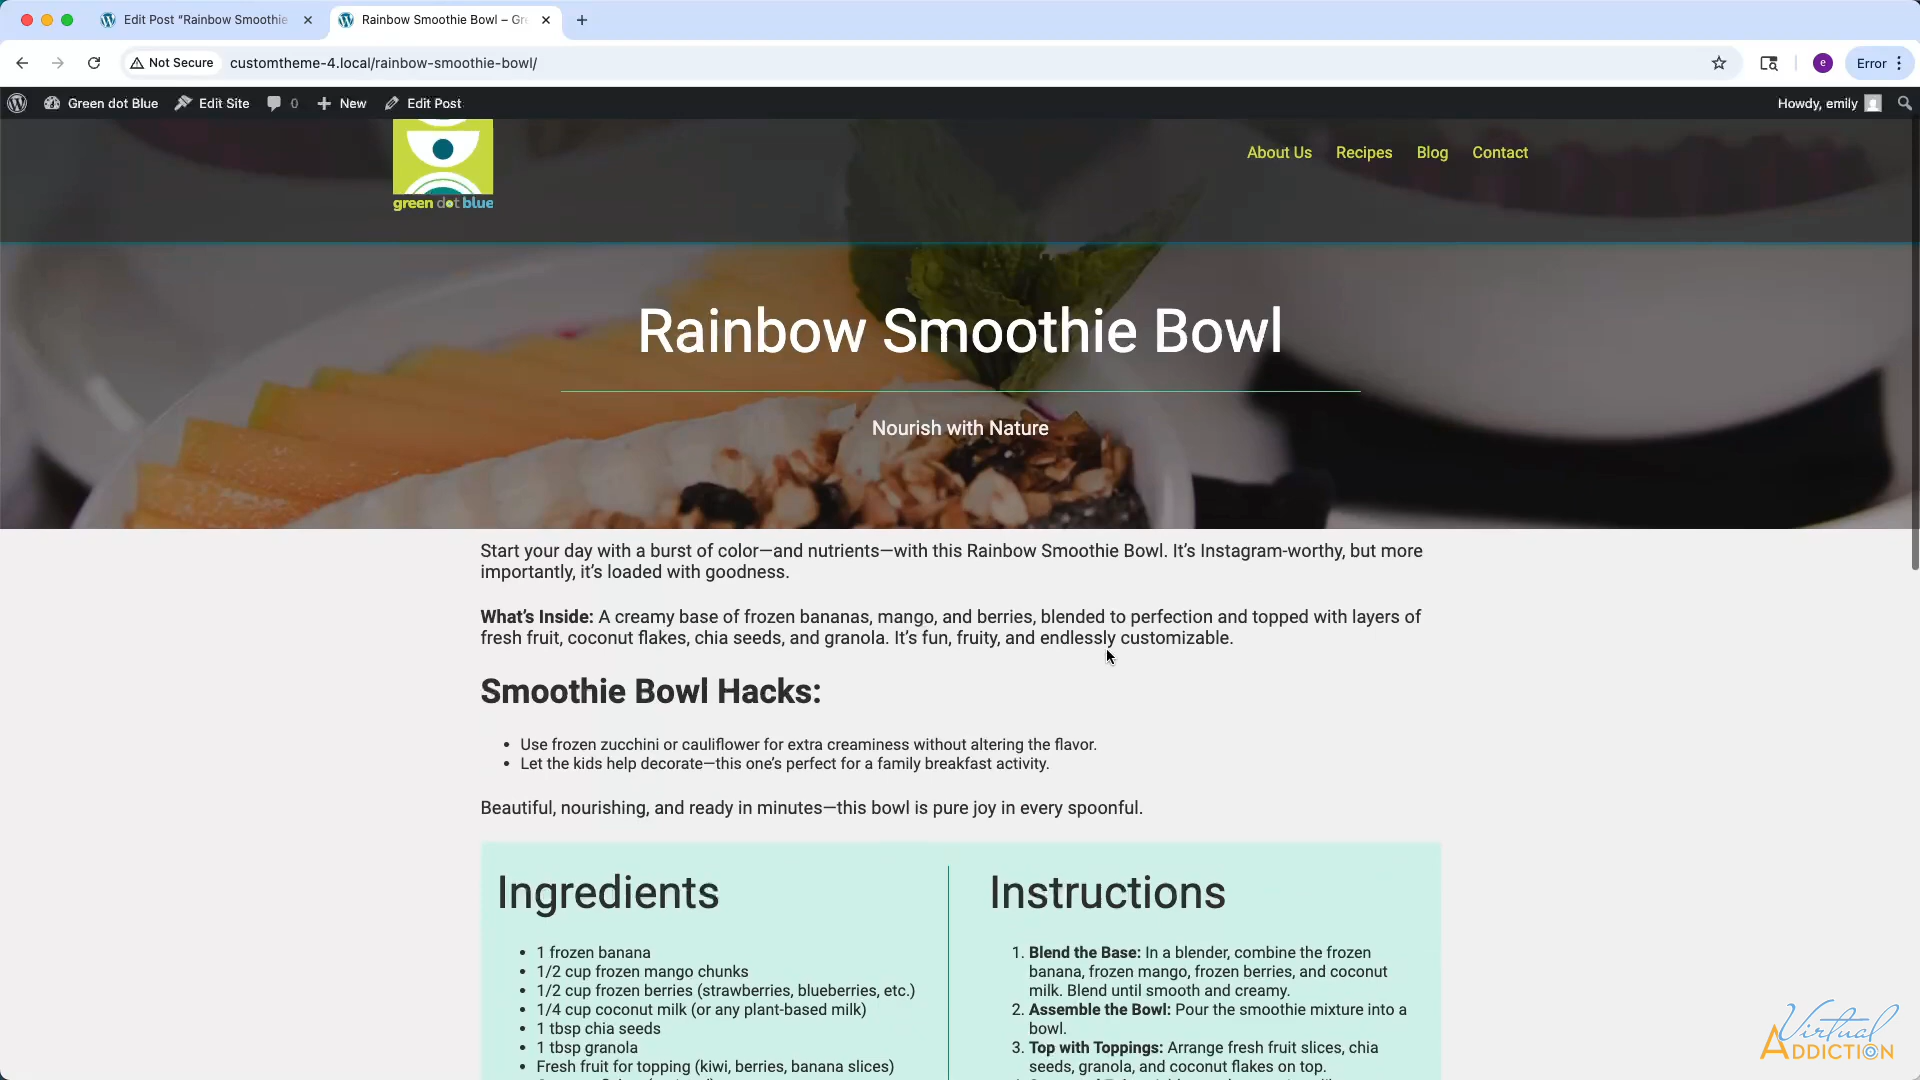 Edit Post “Rainbow Smoothie
Rainbow Smoothie Bowl – Gr
Not Secure
customtheme-4.local/rainbow-smoothie-bowl/
e
Error
Green dot Blue
Edit Site
0
New
Edit Post
Howdy, emily
green dot blue
About Us
Recipes
Blog
Contact
Rainbow Smoothie Bowl
Nourish with Nature
Start your day with a burst of color—and nutrients—with this Rainbow Smoothie Bowl. It’s Instagram-worthy, but more
importantly, it’s loaded with goodness.
What’s Inside: A creamy base of frozen bananas, mango, and berries, blended to perfection and topped with layers of
fresh fruit, coconut flakes, chia seeds, and granola. It’s fun, fruity, and endlessly customizable.
Smoothie Bowl Hacks:
• Use frozen zucchini or cauliflower for extra creaminess without altering the flavor.
• Let the kids help decorate—this one’s perfect for a family breakfast activity.
Beautiful, nourishing, and ready in minutes—this bowl is pure joy in every spoonful.
Ingredients
• 1 frozen banana
• 1/2 cup frozen mango chunks
• 1/2 cup frozen berries (strawberries, blueberries, etc.)
• 1/4 cup coconut milk (or any plant-based milk)
• 1 tbsp chia seeds
• 1 tbsp granola
• Fresh fruit for topping (kiwi, berries, banana slices)
Instructions
1. Blend the Base: In a blender, combine the frozen
banana, frozen mango, frozen berries, and coconut
milk. Blend until smooth and creamy.
2. Assemble the Bowl: Pour the smoothie mixture into a
bowl.
3. Top with Toppings: Arrange fresh fruit slices, chia
seeds, granola, and coconut flakes on top.
Virtual
ADDICTION